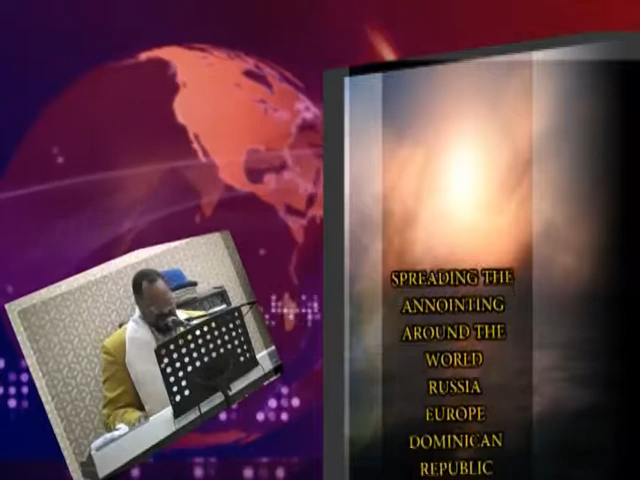 SPREADING THE
ANNOINTING
AROUND THE
WORLD
RUSSIA
EUROPE
DOMINICAN
REPUBLIC